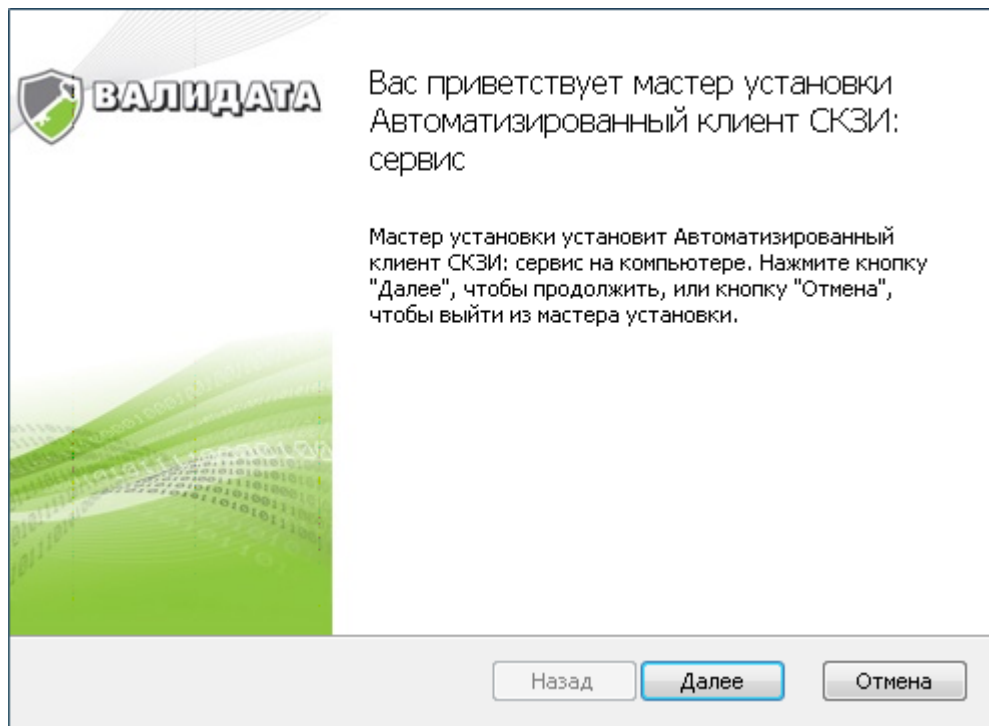 ВАЛИДАТА
Вас приветствует мастер установки
Автоматизированный клиент СКЗИ:
сервис
Мастер установки установит Автоматизированный
клиент СКЗИ: сервис на компьютере. Нажмите кнопку
"Далее", чтобы продолжить, или кнопку "Отмена",
чтобы выйти из мастера установки.
Назад
Далее
Отмена